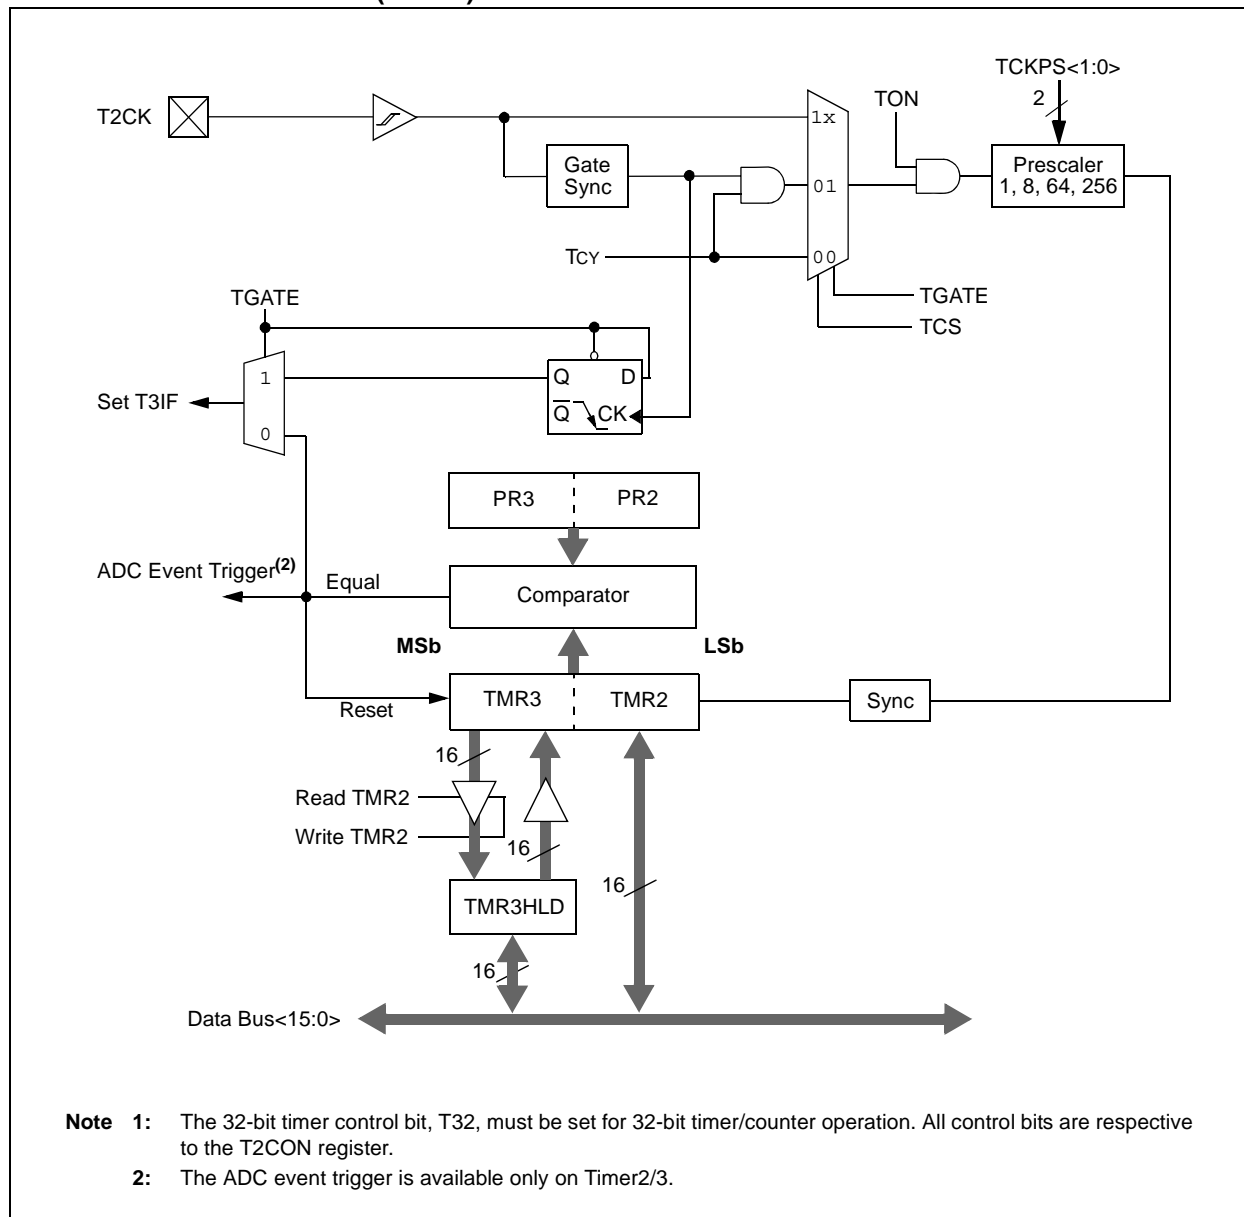 TCKPS<1:0>
2
TON
T2CK
1x
Gate
Sync
Prescaler
1, 8, 64, 256
01
TCY
00
TGATE
TCS
TGATE
1
Q D
Set T3IF
Q CK
0
PR3 PR2
ADC Event Trigger(2)
Equal
Comparator
MSb LSb
TMR3 TMR2
Sync
Reset
16
Read TMR2
Write TMR2
16
16
TMR3HLD
16
Data Bus<15:0>
Note 1: The 32-bit timer control bit, T32, must be set for 32-bit timer/counter operation. All control bits are respective
to the T2CON register.
2: The ADC event trigger is available only on Timer2/3.